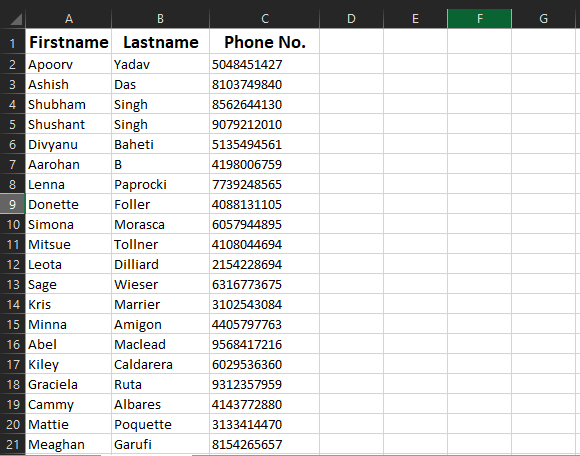 A B C D E F G
1 Firstname Lastname Phone No.
2 Apoorv Yadav 5048451427
3 Ashish Das 8103749840
4 Shubham Singh 8562644130
5 Shushant Singh 9079212010
6 Divyanu Baheti 5135494561
7 Aarohan B 4198006759
8 Lenna Paprocki 7739248565
9 Donette Foller 4088131105
10 Simona Morasca 6057944895
11 Mitsue Tollner 4108044694
12 Leota Dilliard 2154228694
13 Sage Wieser 6316773675
14 Kris Marrier 3102543084
15 Minna Amigon 4405797763
16 Abel Maclead 9568417216
17 Kiley Caldarera 6029536360
18 Graciela Ruta 9312357959
19 Cammy Albares 4143772880
20 Mattie Poquette 3133414470
21 Meaghan Garufi 8154265657